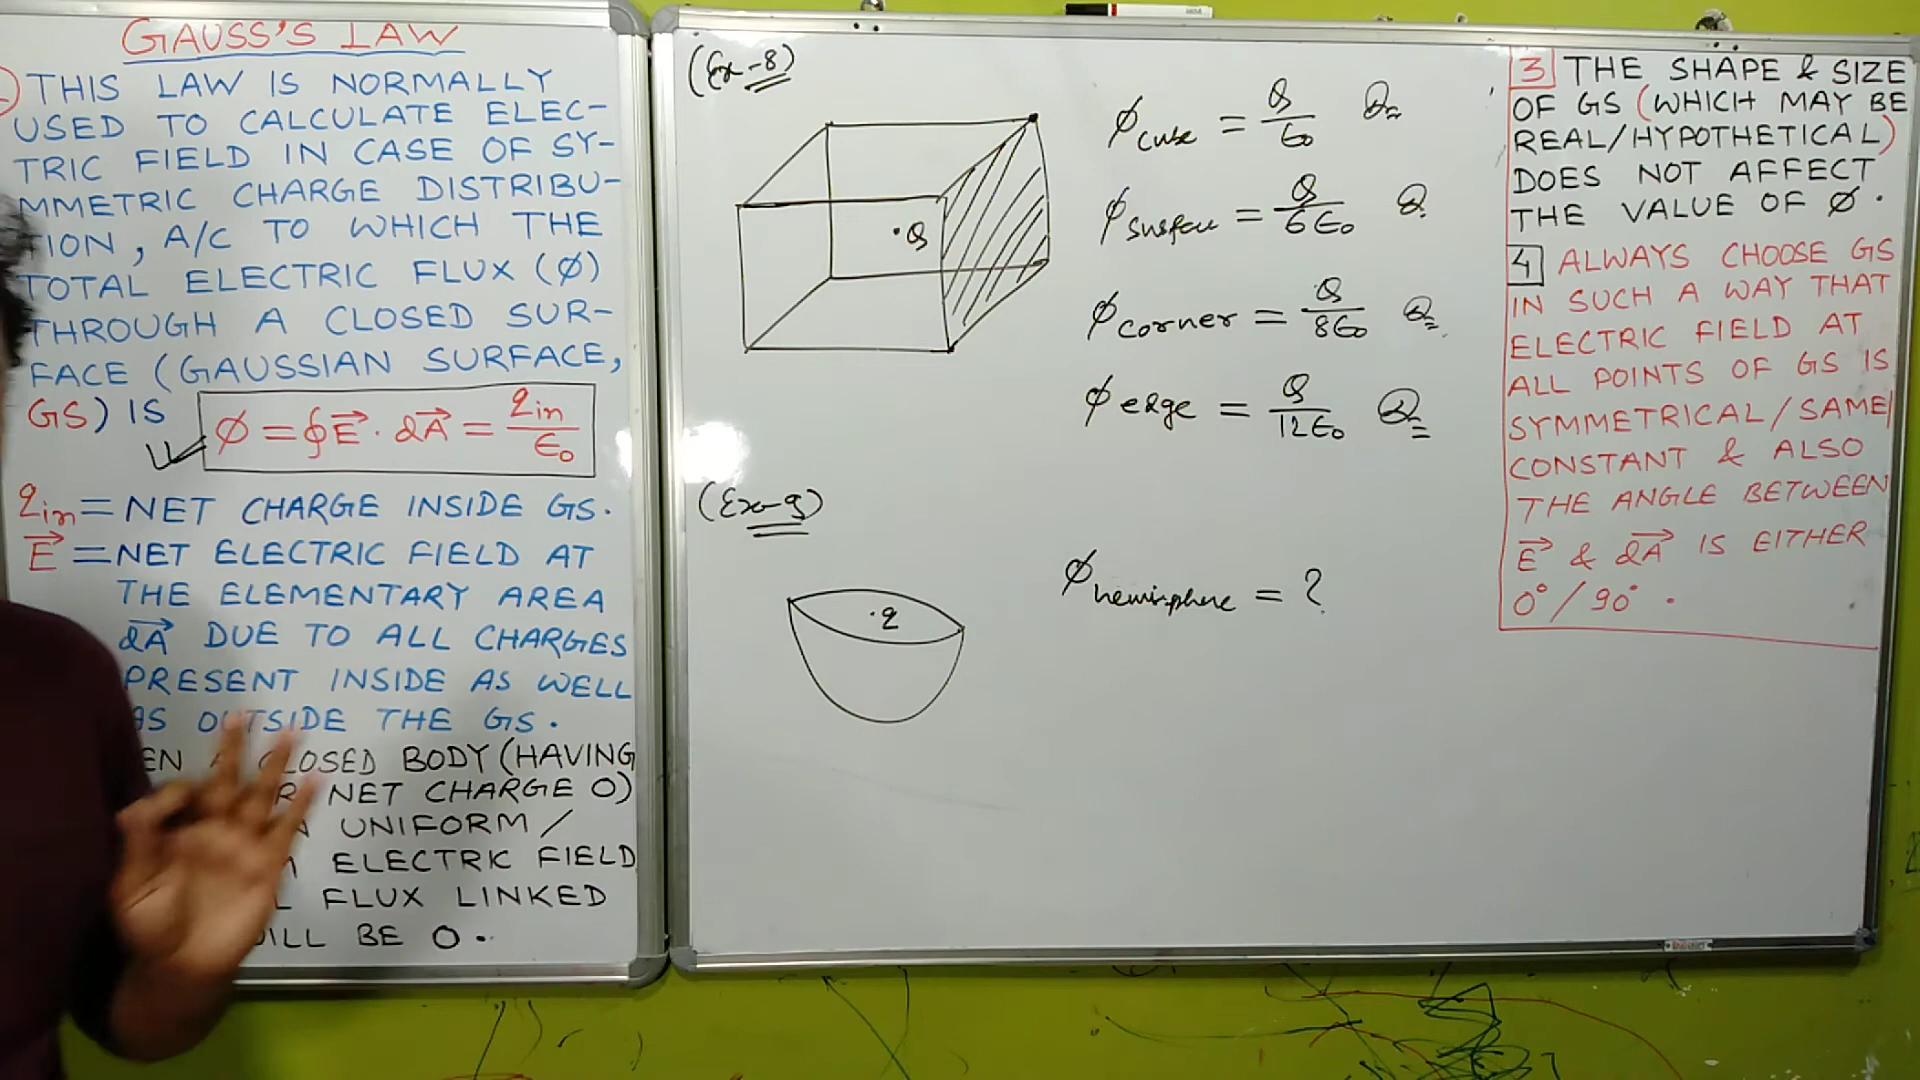 GAUSS'S LAW
THIS LAW IS NORMALLY
USED TO CALCULATE ELEC-
TRIC FIELD IN CASE OF SY-
MMETRIC CHARGE DISTRIBU-
TION, A/C TO WHICH THE
TOTAL ELECTRIC FLUX (Ø)
THROUGH A CLOSED SUR-
FACE (GAUSSIAN SURFACE,
GS) IS
Ø = ∮E⃗ · dA⃗ = qin/ϵ₀
qin = NET CHARGE INSIDE GS.
E⃗ = NET ELECTRIC FIELD AT
THE ELEMENTARY AREA
dA⃗ DUE TO ALL CHARGES
PRESENT INSIDE AS WELL
AS OUTSIDE THE GS.
CLOSED BODY (HAVING
NET CHARGE 0)
UNIFORM/
ELECTRIC FIELD
FLUX LINKED
BE 0.
(Ex-8)
Q
Øcube = Q/ϵ₀
Øsurface = Q/6ϵ₀
Øcorner = Q/8ϵ₀
Øedge = Q/12ϵ₀
(Ex-9)
q
Øhemisphere = ?
3 THE SHAPE & SIZE
OF GS (WHICH MAY BE
REAL/HYPOTHETICAL)
DOES NOT AFFECT
THE VALUE OF Ø.
4 ALWAYS CHOOSE GS
IN SUCH A WAY THAT
ELECTRIC FIELD AT
ALL POINTS OF GS IS
SYMMETRICAL/SAME/
CONSTANT & ALSO
THE ANGLE BETWEEN
E⃗ & dA⃗ IS EITHER
0°/90°.